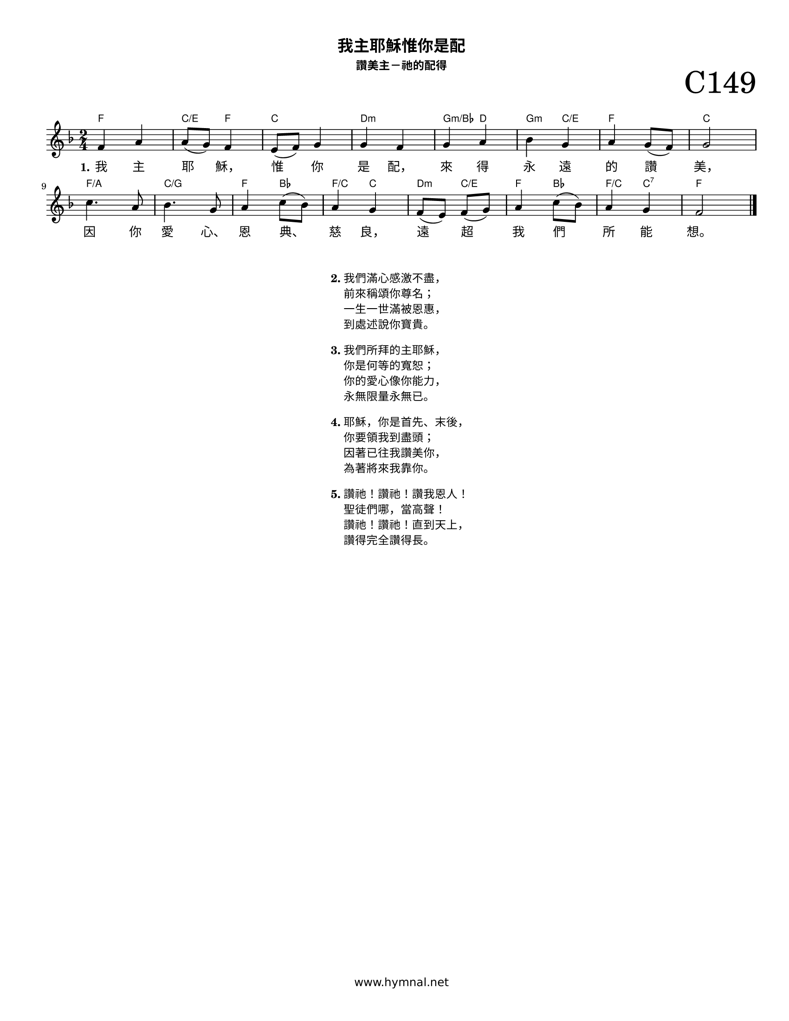 我主耶穌惟你是配
讚美主－祂的配得
C149
F C/E F C Dm Gm/B♭ D Gm C/E F C
1. 我 主 耶 穌， 惟 你 是 配， 來 得 永 遠 的 讚 美，
9 F/A C/G F B♭ F/C C Dm C/E F B♭ F/C C7 F
因 你 愛 心、 恩 典、 慈 良， 遠 超 我 們 所 能 想。
2. 我們滿心感激不盡，
前來稱頌你尊名；
一生一世滿被恩惠，
到處述說你寶貴。
3. 我們所拜的主耶穌，
你是何等的寬恕；
你的愛心像你能力，
永無限量永無已。
4. 耶穌，你是首先、末後，
你要領我到盡頭；
因著已往我讚美你，
為著將來我靠你。
5. 讚祂！讚祂！讚我恩人！
聖徒們哪，當高聲！
讚祂！讚祂！直到天上，
讚得完全讚得長。
www.hymnal.net